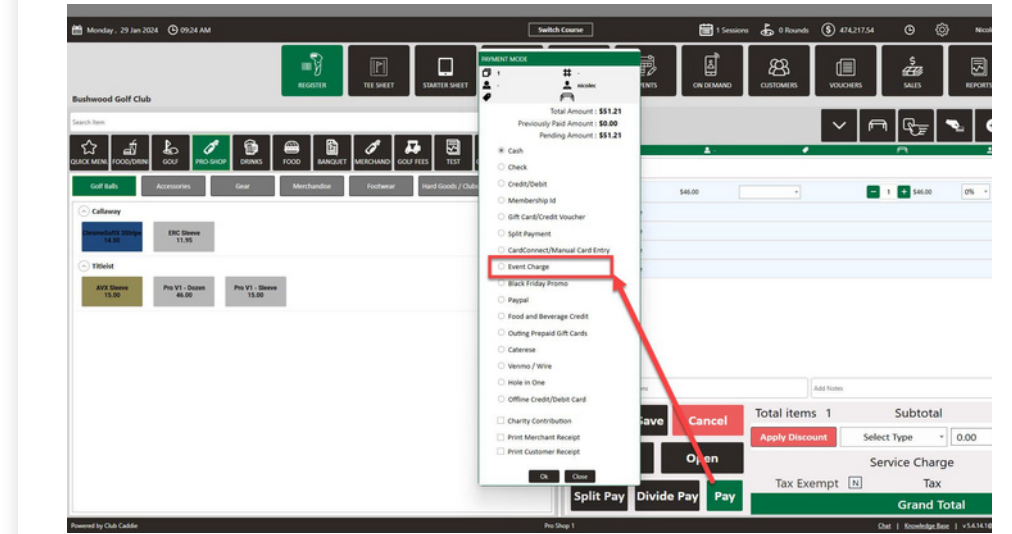 Monday, 29 Jan 2024 09:24 AM
Switch Course
1 Sessions 0 Rounds 474,217.54
REGISTER TEE SHEET STARTER SHEET ON DEMAND CUSTOMERS VOUCHERS SALES REPORTS
Bushwood Golf Club
Search Item
QUICK MENU FOOD/DRINK GOLF PRO-SHOP DRINKS FOOD BANQUET MERCHAND GOLF FEES TEST
Golf Balls Accessories Gear Merchandise Footwear Hard Goods / Clubs
Callaway
14.50
ERC Sleeve
11.95
Titleist
AVX Sleeve
15.00
Pro V1 - Dozen
46.00
Pro V1 - Sleeve
15.00
PAYMENT MODE
1 # -
- nicolec
Total Amount : $51.21
Previously Paid Amount : $0.00
Pending Amount : $51.21
Cash
Check
Credit/Debit
Membership Id
Gift Card/Credit Voucher
Split Payment
CardConnect/Manual Card Entry
Event Charge
Black Friday Promo
Paypal
Food and Beverage Credit
Outing Prepaid Gift Cards
Caterese
Venmo / Wire
Hole in One
Offline Credit/Debit Card
Charity Contribution
Print Merchant Receipt
Print Customer Receipt
Ok Close
$46.00 - 1 + $46.00 0%
Add Notes
Cancel
Open
Split Pay Divide Pay Pay
Total items 1 Subtotal
Apply Discount Select Type 0.00
Service Charge
Tax Exempt N Tax
Grand Total
Powered by Club Caddie
Pro Shop 1
Chat | Knowledge Base |